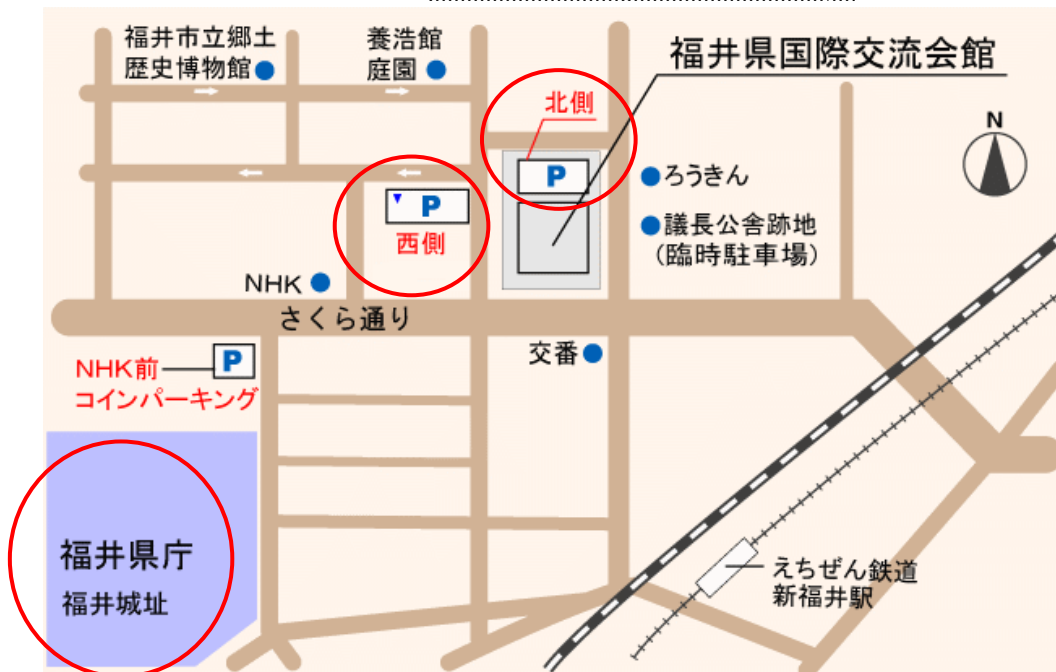 福井市立郷土
歴史博物館
養浩館
庭園
福井県国際交流会館
北側
P
N
P
西側
ろうきん
議長公舎跡地
(臨時駐車場)
NHK
さくら通り
交番
P
NHK前
コインパーキング
福井県庁
福井城址
えちぜん鉄道
新福井駅